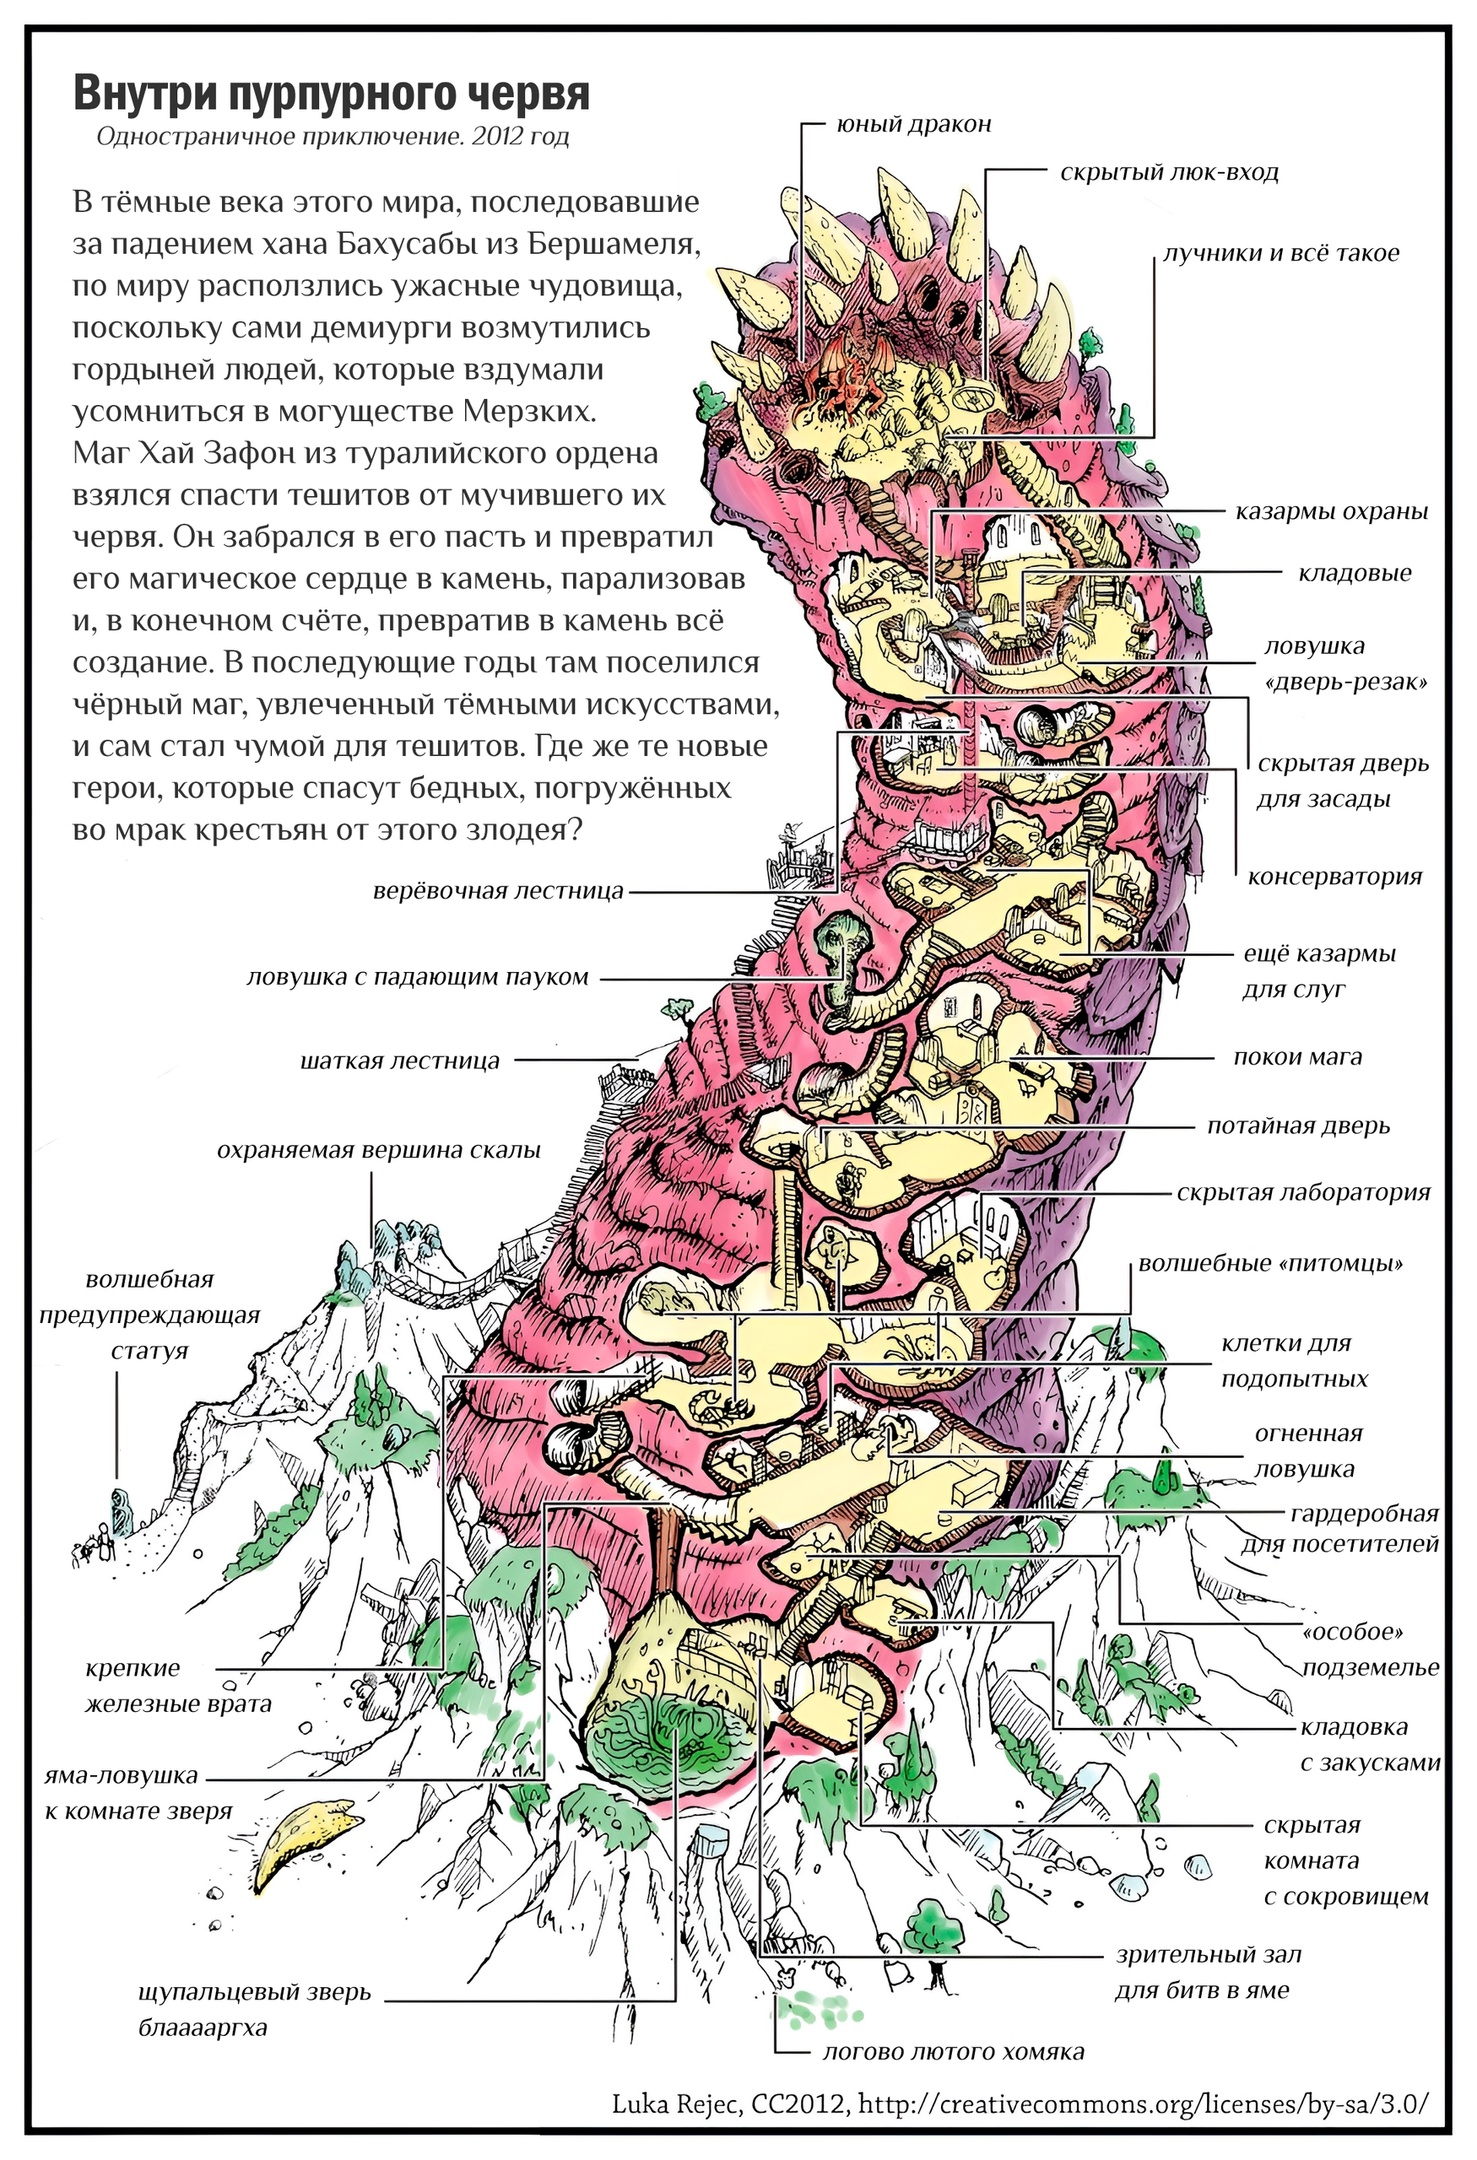 Внутри пурпурного червя
Одностраничное приключение. 2012 год
В тёмные века этого мира, последовавшие
за падением хана Бахусабы из Бершамеля,
по миру расползлись ужасные чудовища,
поскольку сами демиурги возмутились
гордыней людей, которые вздумали
усомниться в могуществе Мерзких.
Маг Хай Зафон из туралийского ордена
взялся спасти тешитов от мучившего их
червя. Он забрался в его пасть и превратил
его магическое сердце в камень, парализовав
и, в конечном счёте, превратив в камень всё
создание. В последующие годы там поселился
чёрный маг, увлеченный тёмными искусствами,
и сам стал чумой для тешитов. Где же те новые
герои, которые спасут бедных, погружённых
во мрак крестьян от этого злодея?
юный дракон
скрытый люк-вход
лучники и всё такое
казармы охраны
кладовые
ловушка
«дверь-резак»
скрытая дверь
для засады
консерватория
верёвочная лестница
ещё казармы
для слуг
ловушка с падающим пауком
шаткая лестница
покои мага
потайная дверь
охраняемая вершина скалы
скрытая лаборатория
волшебные «питомцы»
волшебная
предупреждающая
статуя
клетки для
подопытных
огненная
ловушка
гардеробная
для посетителей
«особое»
подземелье
крепкие
железные врата
кладовка
с закусками
яма-ловушка
к комнате зверя
скрытая
комната
с сокровищем
зрительный зал
для битв в яме
щупальцевый зверь
блааааргха
логово лютого хомяка
Luka Rejec, CC2012, http://creativecommons.org/licenses/by-sa/3.0/